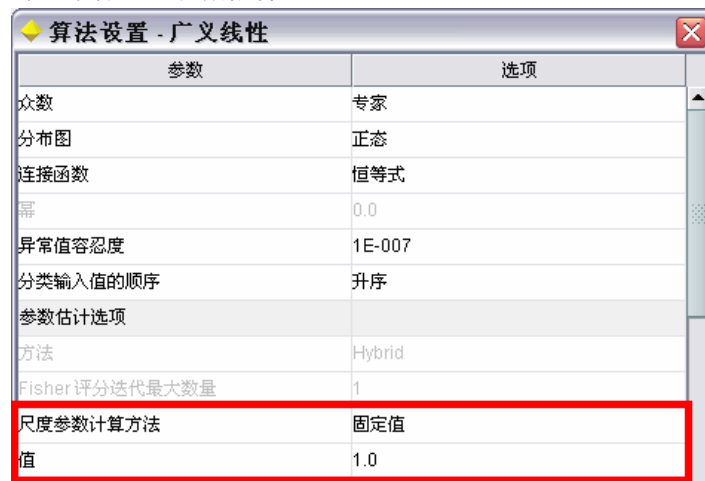 算法设置 - 广义线性
参数 选项
众数 专家
分布图 正态
连接函数 恒等式
幂 0.0
异常值容忍度 1E-007
分类输入值的顺序 升序
参数估计选项
方法 Hybrid
Fisher 评分迭代最大数量 1
尺度参数计算方法 固定值
值 1.0